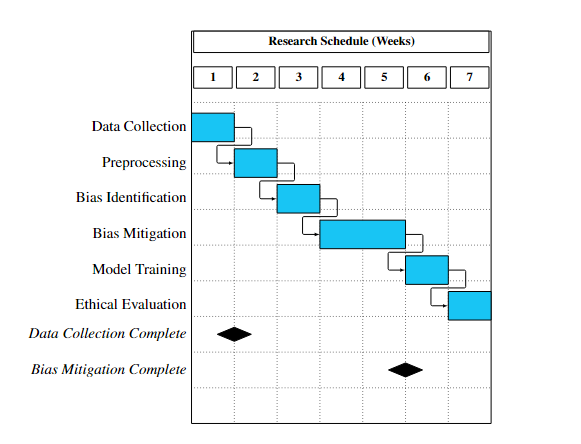 Research Schedule (Weeks)
1 2 3 4 5 6 7
Data Collection
Preprocessing
Bias Identification
Bias Mitigation
Model Training
Ethical Evaluation
Data Collection Complete
Bias Mitigation Complete